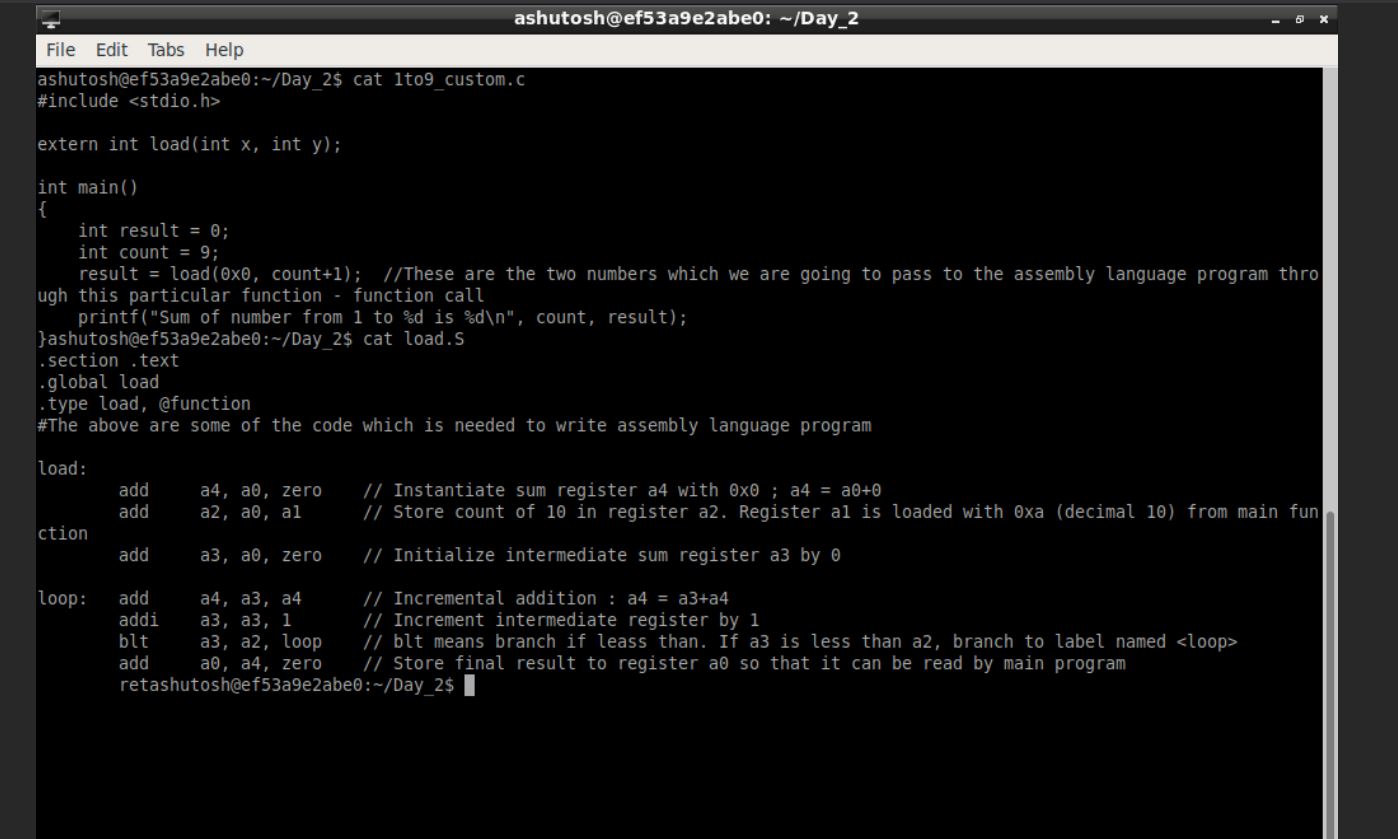 ashutosh@ef53a9e2abe0: ~/Day_2
File Edit Tabs Help
ashutosh@ef53a9e2abe0:~/Day_2$ cat 1to9_custom.c
#include <stdio.h>

extern int load(int x, int y);

int main()
{
    int result = 0;
    int count = 9;
    result = load(0x0, count+1);  //These are the two numbers which we are going to pass to the assembly language program thro
ugh this particular function - function call
    printf("Sum of number from 1 to %d is %d\n", count, result);
}ashutosh@ef53a9e2abe0:~/Day_2$ cat load.S
.section .text
.global load
.type load, @function
#The above are some of the code which is needed to write assembly language program

load:
        add     a4, a0, zero    // Instantiate sum register a4 with 0x0 ; a4 = a0+0
        add     a2, a0, a1      // Store count of 10 in register a2. Register a1 is loaded with 0xa (decimal 10) from main fun
ction
        add     a3, a0, zero    // Initialize intermediate sum register a3 by 0

loop:   add     a4, a3, a4      // Incremental addition : a4 = a3+a4
        addi    a3, a3, 1       // Increment intermediate register by 1
        blt     a3, a2, loop    // blt means branch if leass than. If a3 is less than a2, branch to label named <loop>
        add     a0, a4, zero    // Store final result to register a0 so that it can be read by main program
        retashutosh@ef53a9e2abe0:~/Day_2$